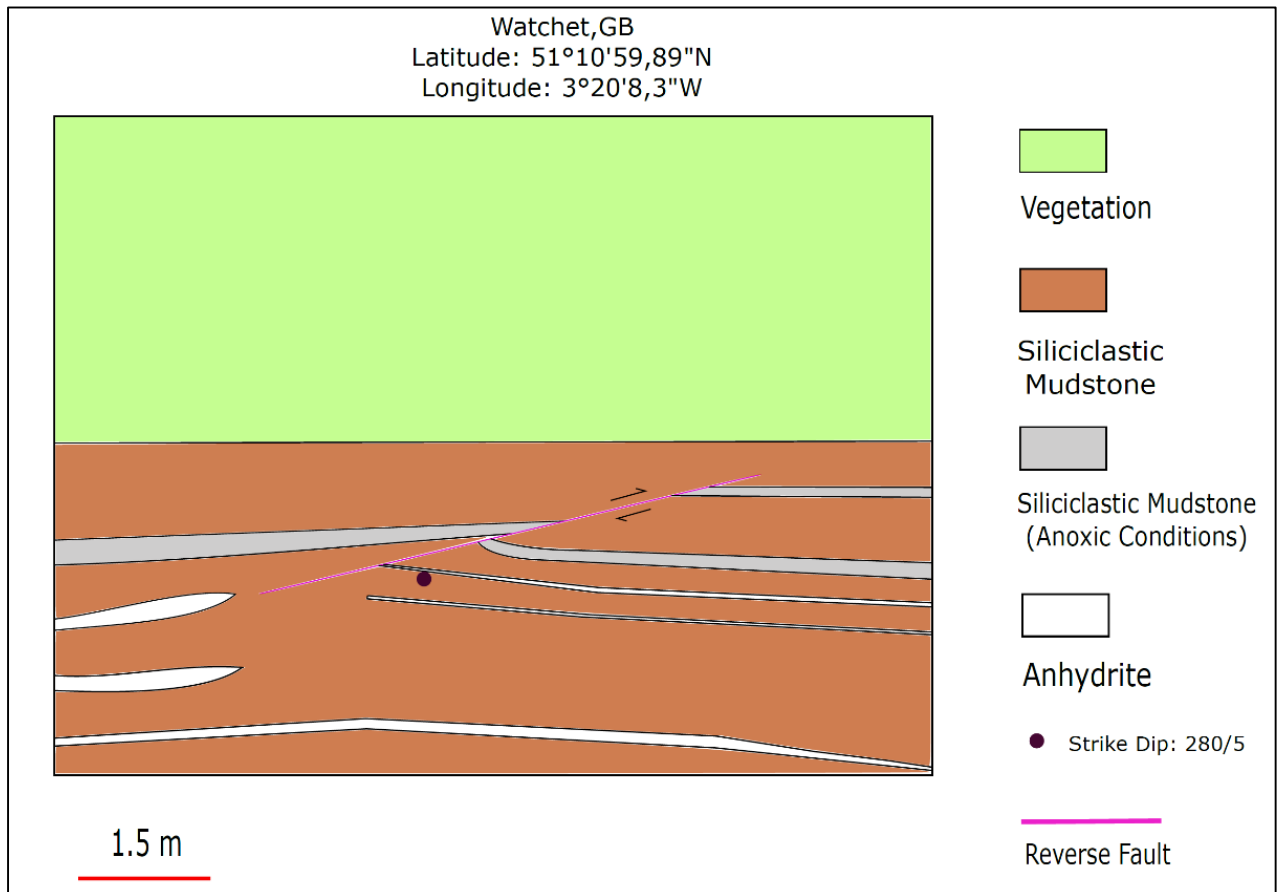 Watchet,GB
Latitude: 51°10'59,89"N
Longitude: 3°20'8,3"W
Vegetation
Siliciclastic
Mudstone
Siliciclastic Mudstone
(Anoxic Conditions)
Anhydrite
Strike Dip: 280/5
Reverse Fault
1.5 m